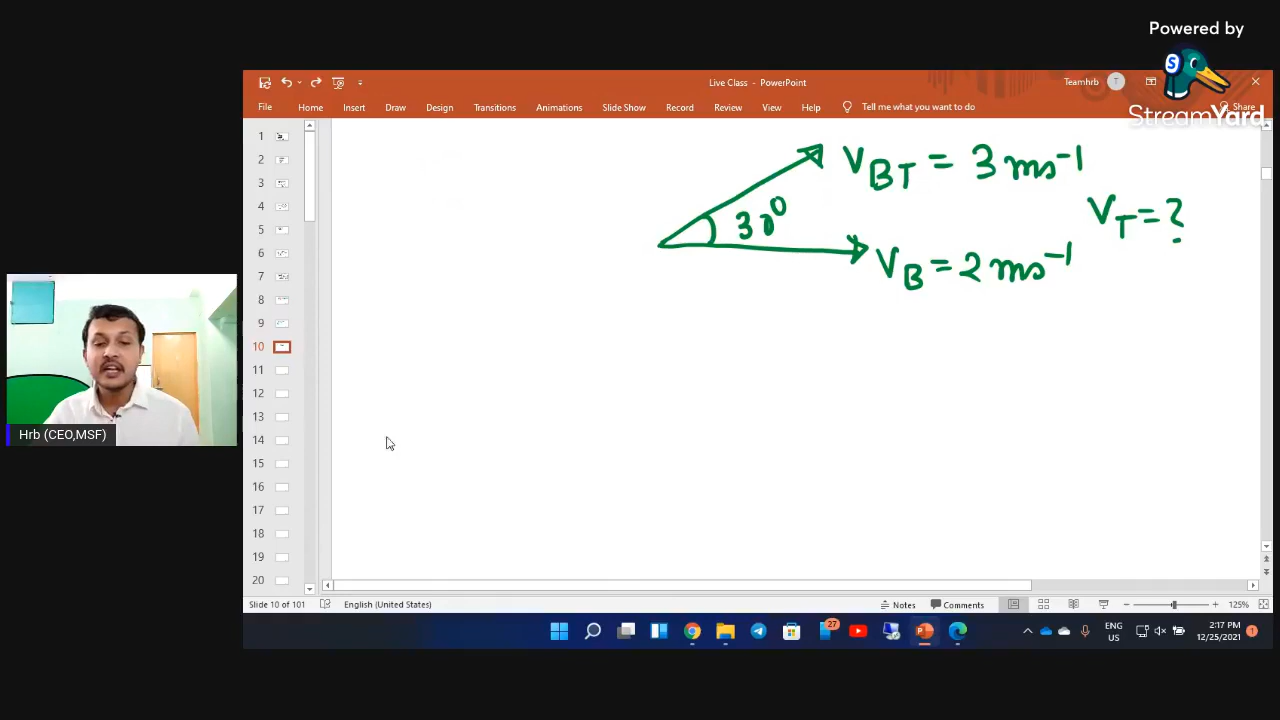 Powered by
S
StreamYard
Live Class - PowerPoint
Teamhrb
T
File
Home
Insert
Draw
Design
Transitions
Animations
Slide Show
Record
Review
View
Help
Tell me what you want to do
Share
1
2
3
4
5
6
7
8
9
10
11
12
13
14
15
16
17
18
19
20
V_BT = 3 ms⁻¹
30⁰
V_T = ?
V_B = 2 ms⁻¹
Hrb (CEO,MSF)
Slide 10 of 101
English (United States)
Notes
Comments
125%
27
ENG
US
2:17 PM
12/25/2021
1